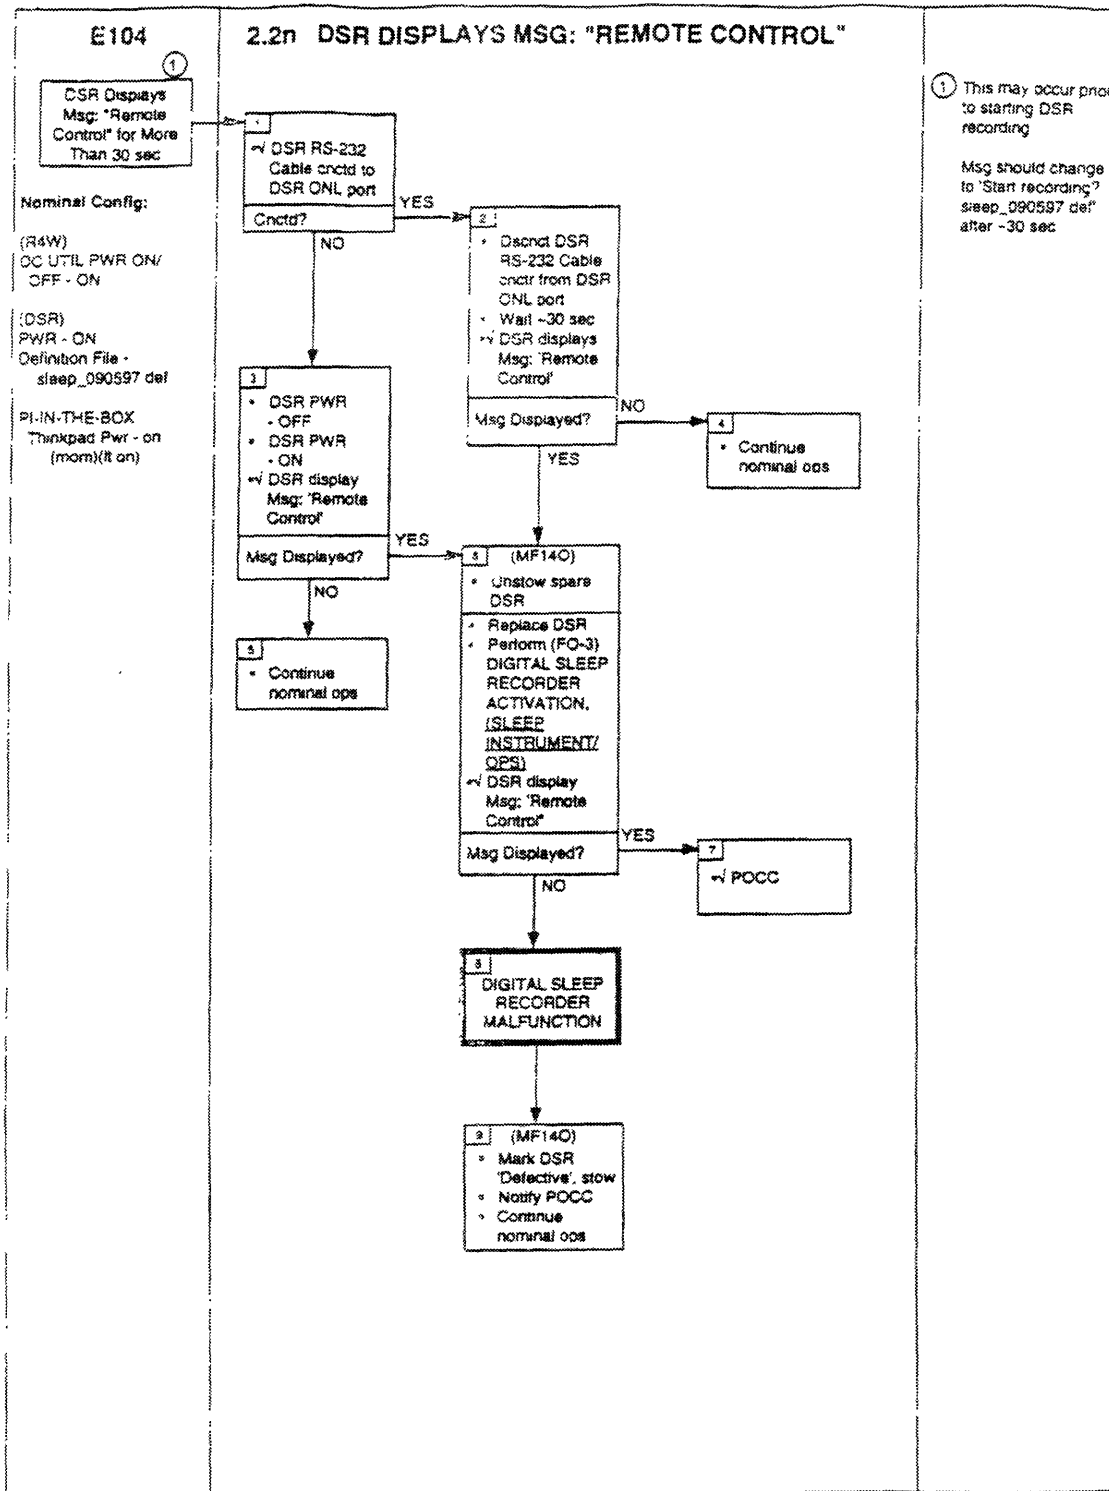 E104
2.2n DSR DISPLAYS MSG: "REMOTE CONTROL"
1
DSR Displays
Msg: "Remote
Control" for More
Than 30 sec
Nominal Config:
(R4W)
OC UTIL PWR ON/
OFF - ON
(DSR)
PWR - ON
Definition File -
sleep_090597 def
PI-IN-THE-BOX
Thinkpad Pwr - on
(mom)(lt on)
1
√ DSR RS-232
Cable cnctd to
DSR ONL port
Cnctd?
YES
NO
2
• Dscnct DSR
RS-232 Cable
cnctr from DSR
ONL port
• Wait ~30 sec
√ DSR displays
Msg: 'Remote
Control'
Msg Displayed?
NO
YES
3
• DSR PWR
- OFF
• DSR PWR
- ON
√ DSR display
Msg: 'Remote
Control'
Msg Displayed?
YES
NO
4
• Continue
nominal ops
5
• Continue
nominal ops
(MF14O)
• Unstow spare
DSR
• Replace DSR
• Perform (FO-3)
DIGITAL SLEEP
RECORDER
ACTIVATION,
(SLEEP
INSTRUMENT/
OPS)
√ DSR display
Msg: 'Remote
Control"
Msg Displayed?
YES
NO
7
√ POCC
8
DIGITAL SLEEP
RECORDER
MALFUNCTION
9
(MF14O)
• Mark DSR
'Defective', stow
• Notify POCC
• Continue
nominal ops
1 This may occur prior
to starting DSR
recording
Msg should change
to 'Start recording?
sleep_090597 def'
after ~30 sec